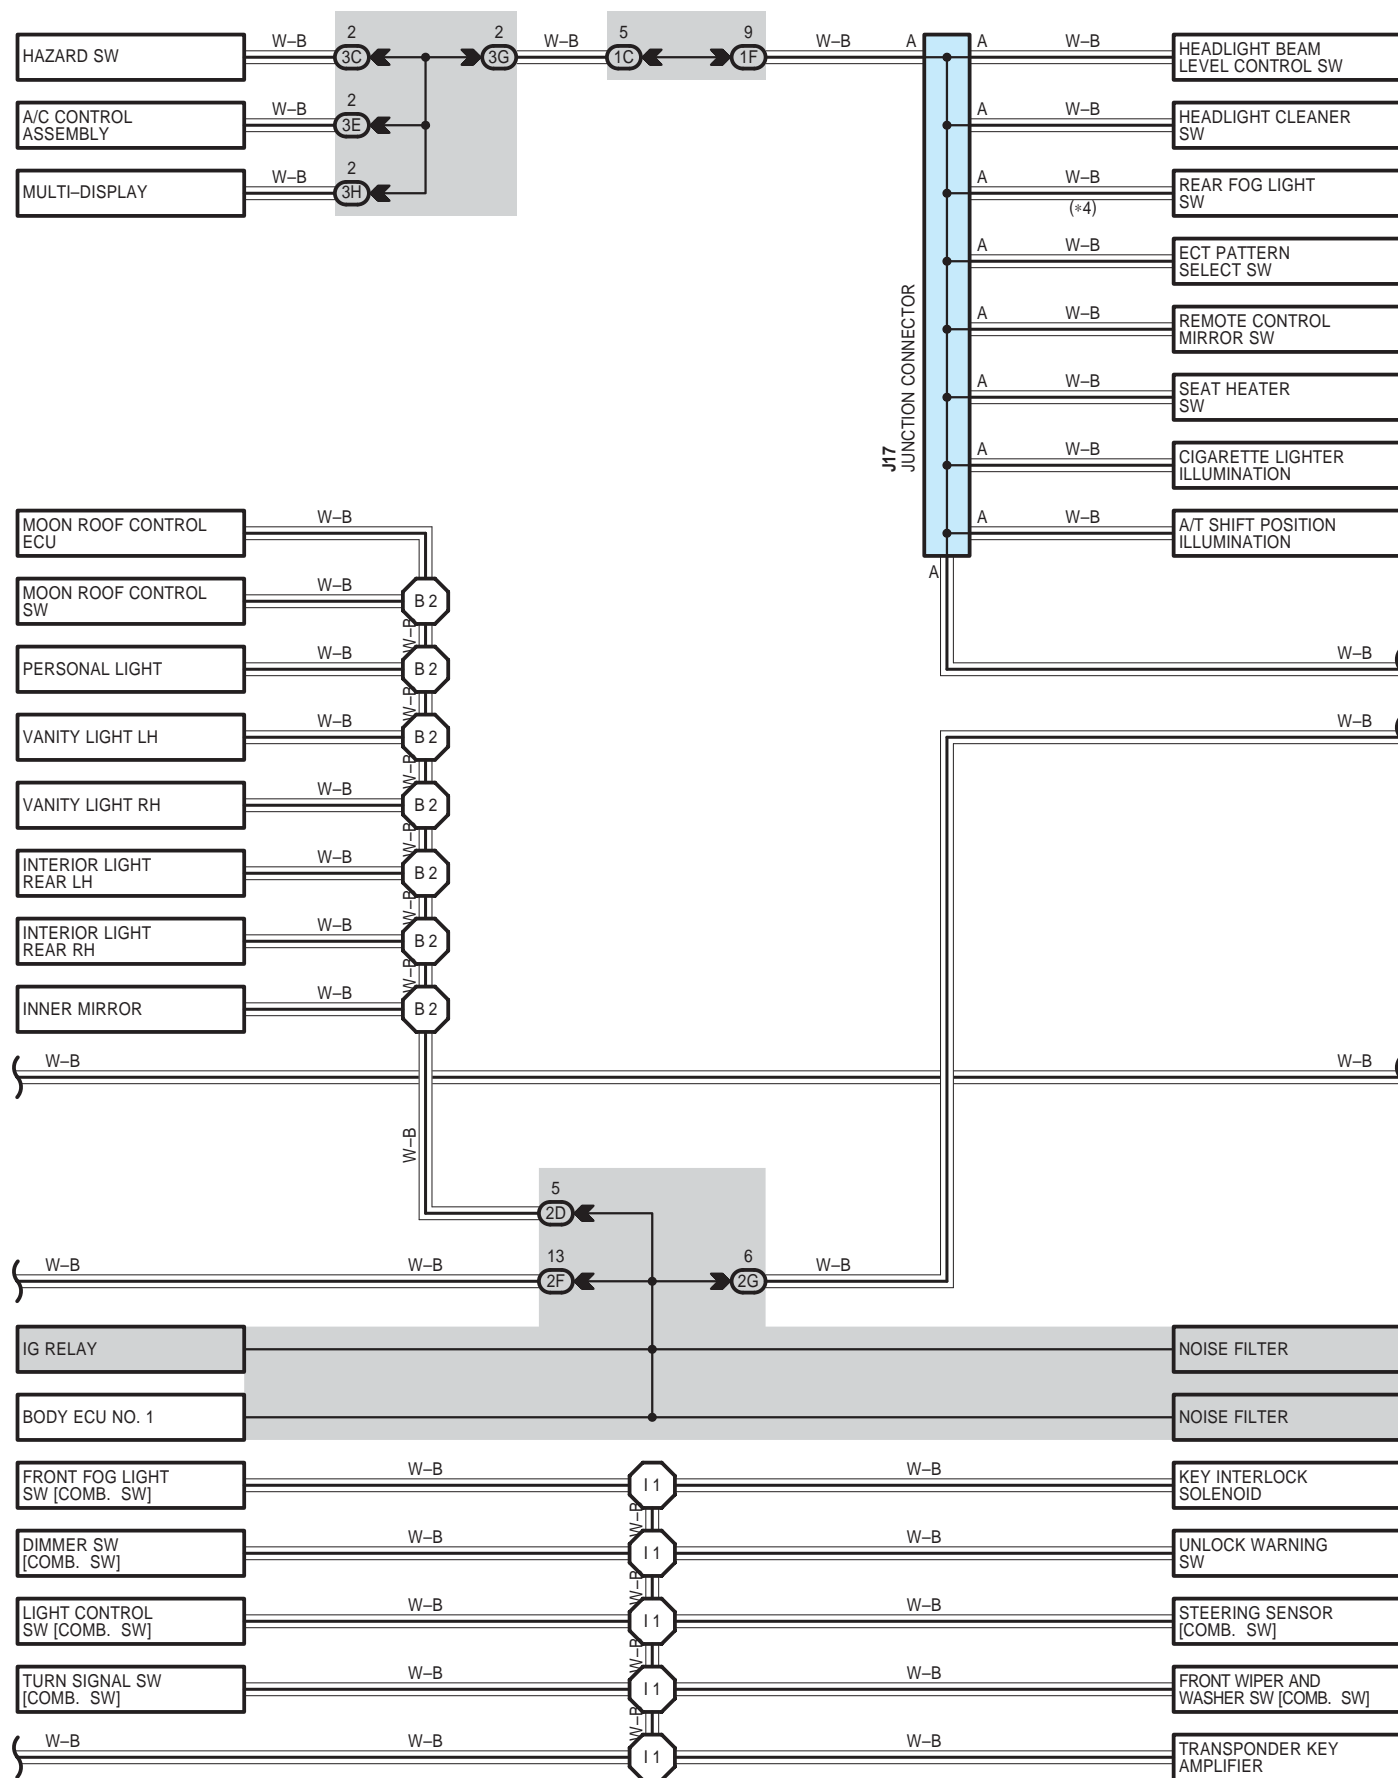 HAZARD SW
W–B
2
3C
2
3G
W–B
5
1C
9
1F
W–B
A
A
W–B
HEADLIGHT BEAM
LEVEL CONTROL SW
A/C CONTROL
ASSEMBLY
W–B
2
3E
A
W–B
HEADLIGHT CLEANER
SW
MULTI–DISPLAY
W–B
2
3H
A
W–B
(*4)
REAR FOG LIGHT
SW
A
W–B
ECT PATTERN
SELECT SW
J17
JUNCTION CONNECTOR
A
W–B
REMOTE CONTROL
MIRROR SW
A
W–B
SEAT HEATER
SW
A
W–B
CIGARETTE LIGHTER
ILLUMINATION
A
W–B
A/T SHIFT POSITION
ILLUMINATION
A
MOON ROOF CONTROL
ECU
W–B
MOON ROOF CONTROL
SW
W–B
B 2
W–B
PERSONAL LIGHT
W–B
B 2
W–B
W–B
VANITY LIGHT LH
W–B
B 2
W–B
W–B
VANITY LIGHT RH
W–B
B 2
W–B
INTERIOR LIGHT
REAR LH
W–B
B 2
W–B
INTERIOR LIGHT
REAR RH
W–B
B 2
W–B
INNER MIRROR
W–B
B 2
W–B
W–B
W–B
5
2D
W–B
W–B
13
2F
6
2G
W–B
IG RELAY
NOISE FILTER
BODY ECU NO. 1
NOISE FILTER
FRONT FOG LIGHT
SW [COMB. SW]
W–B
I 1
W–B
KEY INTERLOCK
SOLENOID
W–B
DIMMER SW
[COMB. SW]
W–B
I 1
W–B
UNLOCK WARNING
SW
W–B
LIGHT CONTROL
SW [COMB. SW]
W–B
I 1
W–B
STEERING SENSOR
[COMB. SW]
W–B
TURN SIGNAL SW
[COMB. SW]
W–B
I 1
W–B
FRONT WIPER AND
WASHER SW [COMB. SW]
W–B
W–B
W–B
I 1
W–B
TRANSPONDER KEY
AMPLIFIER